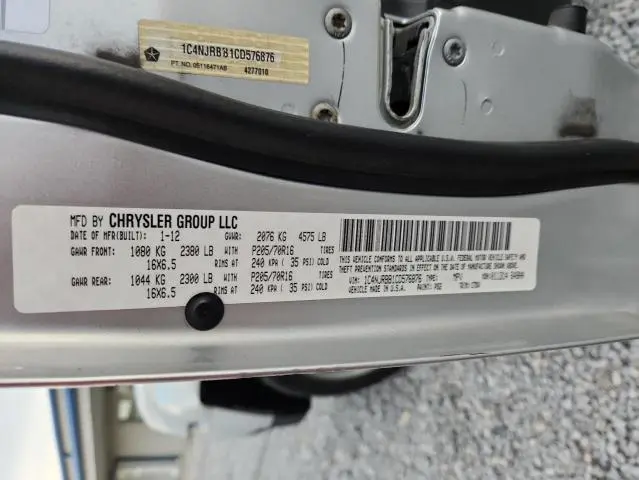 1C4NJRBB1CD576876
PT. NO. 05116471AB 4277010
MFD BY CHRYSLER GROUP LLC
DATE OF MFR(BUILT): 1-12 GVWR: 2076 KG 4575 LB
GAWR FRONT: 1080 KG 2380 LB WITH P205/70R16 TIRES
16X6.5 RIMS AT 240 KPA ( 35 PSI) COLD
GAWR REAR: 1044 KG 2300 LB WITH P205/70R16 TIRES
16X6.5 RIMS AT 240 KPA ( 35 PSI) COLD
THIS VEHICLE CONFORMS TO ALL APPLICABLE U.S.A. FEDERAL MOTOR VEHICLE SAFETY
AND THEFT PREVENTION STANDARDS IN EFFECT ON THE DATE OF MANUFACTURE SHOWN ABOVE.
VIN: 1C4NJRBB1CD576876 TYPE: MPV
VEHICLE MADE IN U.S.A. PAINT: PSE TRIM: